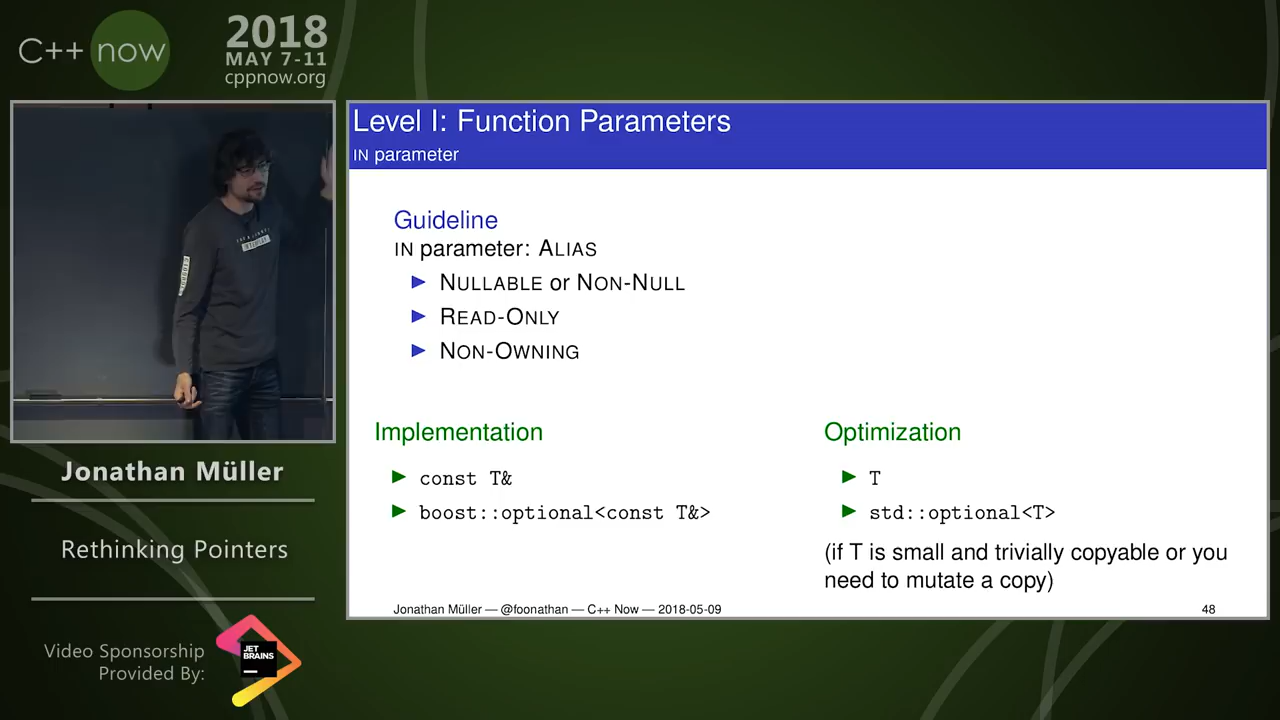 C++ now
2018
MAY 7-11
cppnow.org
Level I: Function Parameters
IN parameter
Guideline
IN parameter: ALIAS
► NULLABLE or NON-NULL
► READ-ONLY
► NON-OWNING
Implementation
► const T&
► boost::optional<const T&>
Optimization
► T
► std::optional<T>
(if T is small and trivially copyable or you
need to mutate a copy)
Jonathan Müller — @foonathan — C++ Now — 2018-05-09
48
Jonathan Müller
Rethinking Pointers
Video Sponsorship
Provided By:
JET
BRAINS